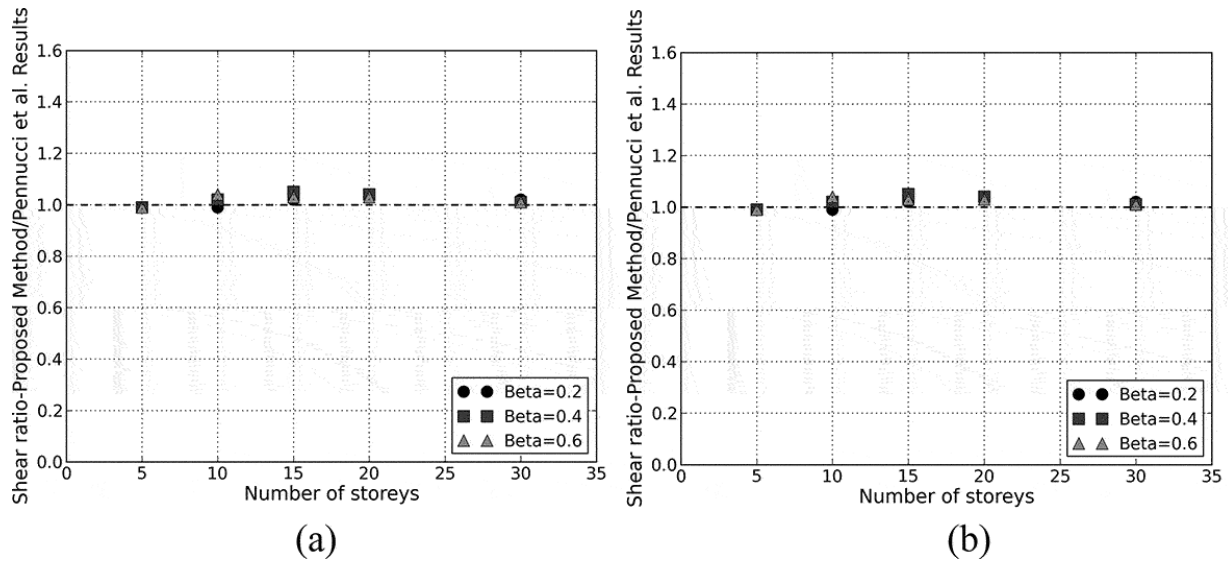 Shear ratio-Proposed Method/Pennucci et al. Results
1.6
1.4
1.2
1.0
0.8
0.6
0.4
0.2
0.0
0 5 10 15 20 25 30 35
Number of storeys
Beta=0.2
Beta=0.4
Beta=0.6
(a)
Shear ratio-Proposed Method/Pennucci et al. Results
1.6
1.4
1.2
1.0
0.8
0.6
0.4
0.2
0.0
0 5 10 15 20 25 30 35
Number of storeys
Beta=0.2
Beta=0.4
Beta=0.6
(b)